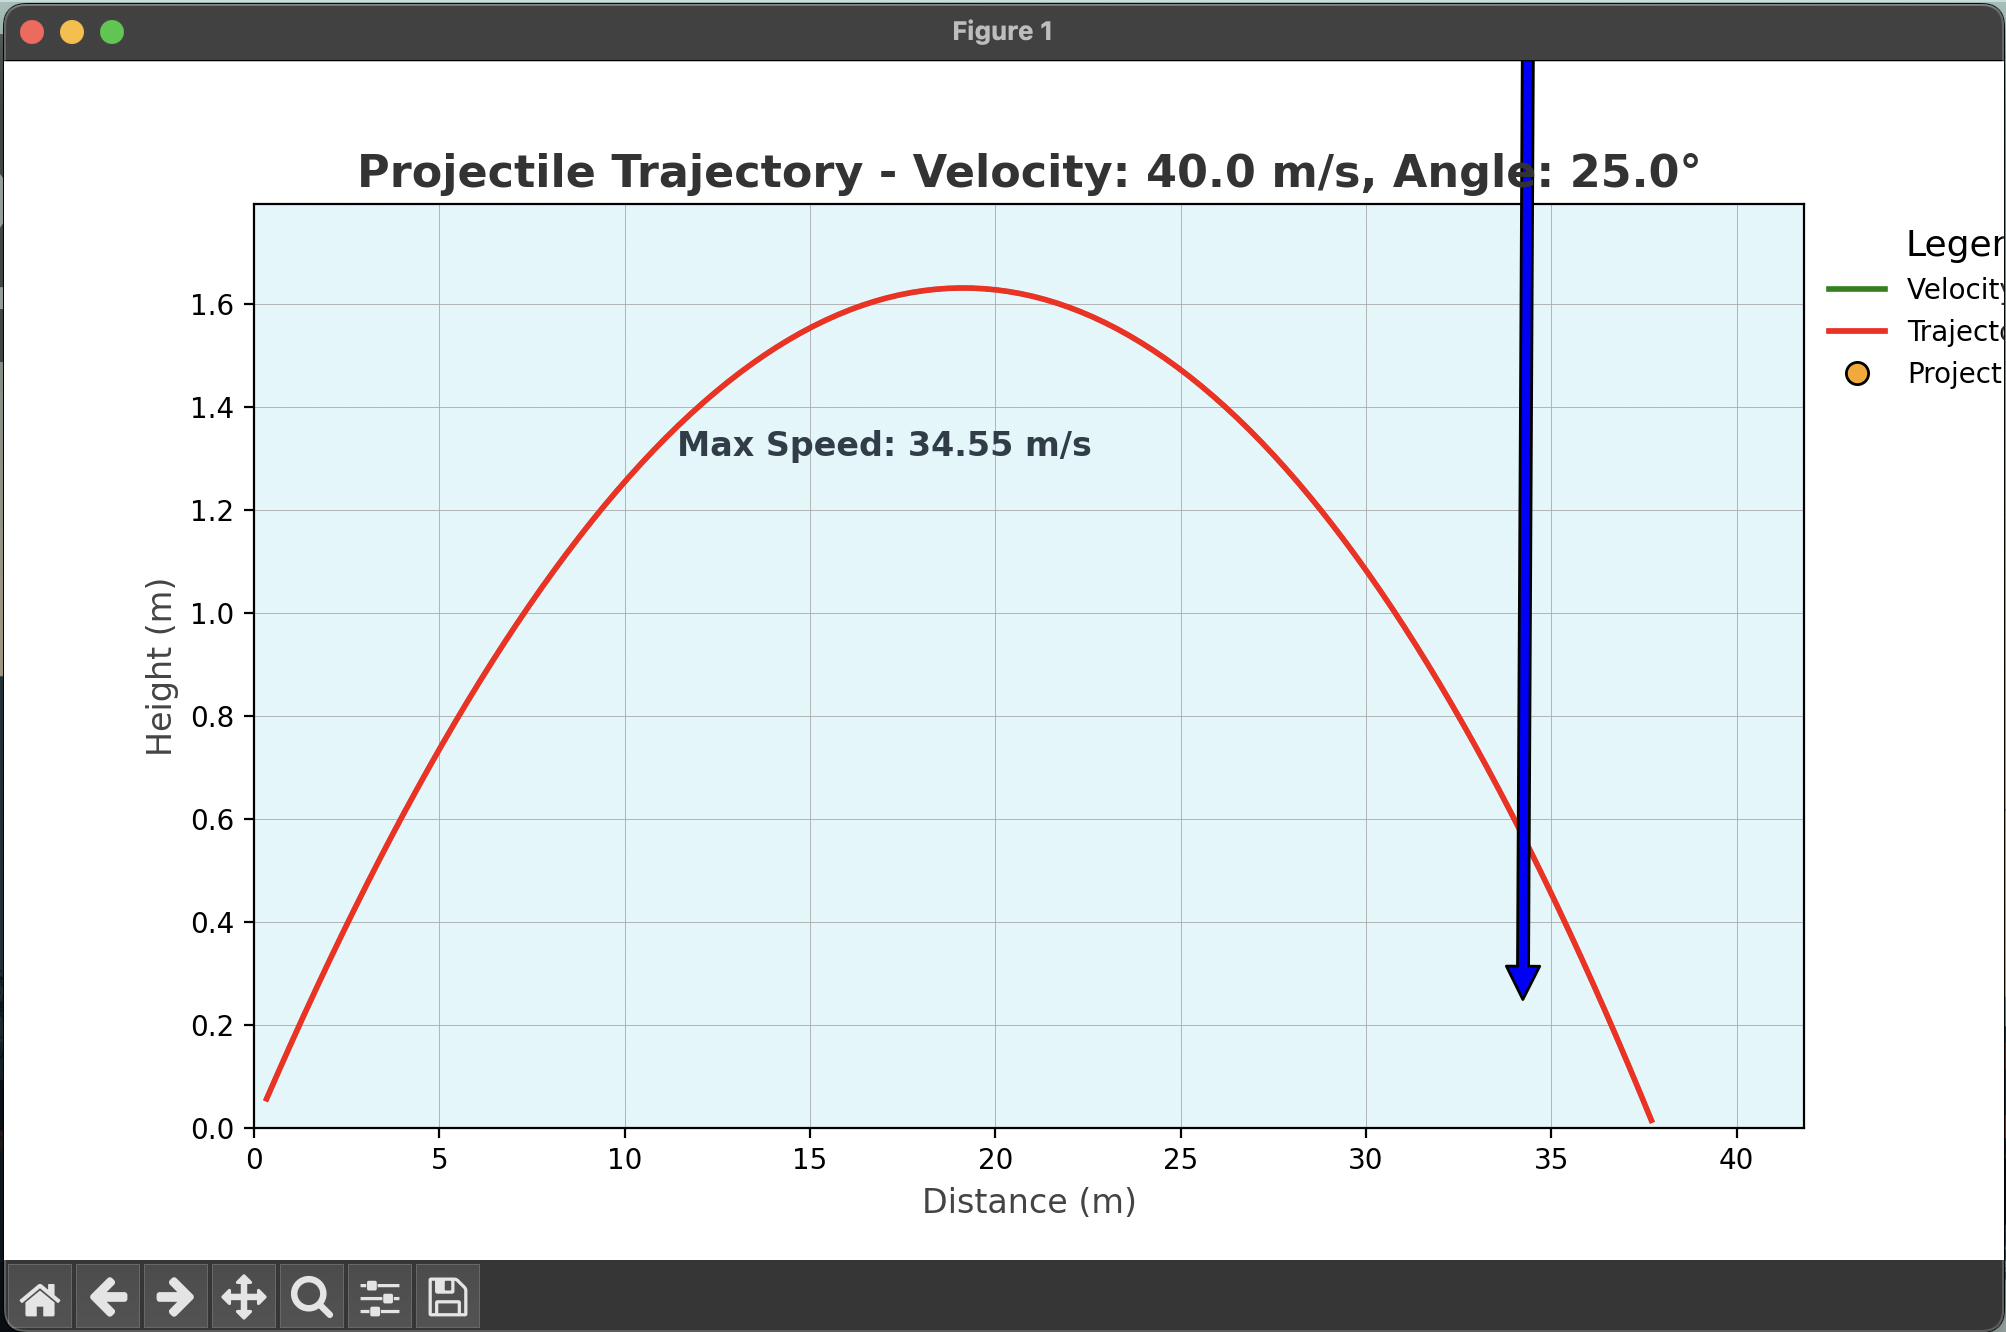 Figure 1
Projectile Trajectory - Velocity: 40.0 m/s, Angle: 25.0°
Legen
Velocity
Trajecto
Project
Max Speed: 34.55 m/s
Height (m)
1.6
1.4
1.2
1.0
0.8
0.6
0.4
0.2
0.0
0 5 10 15 20 25 30 35 40
Distance (m)